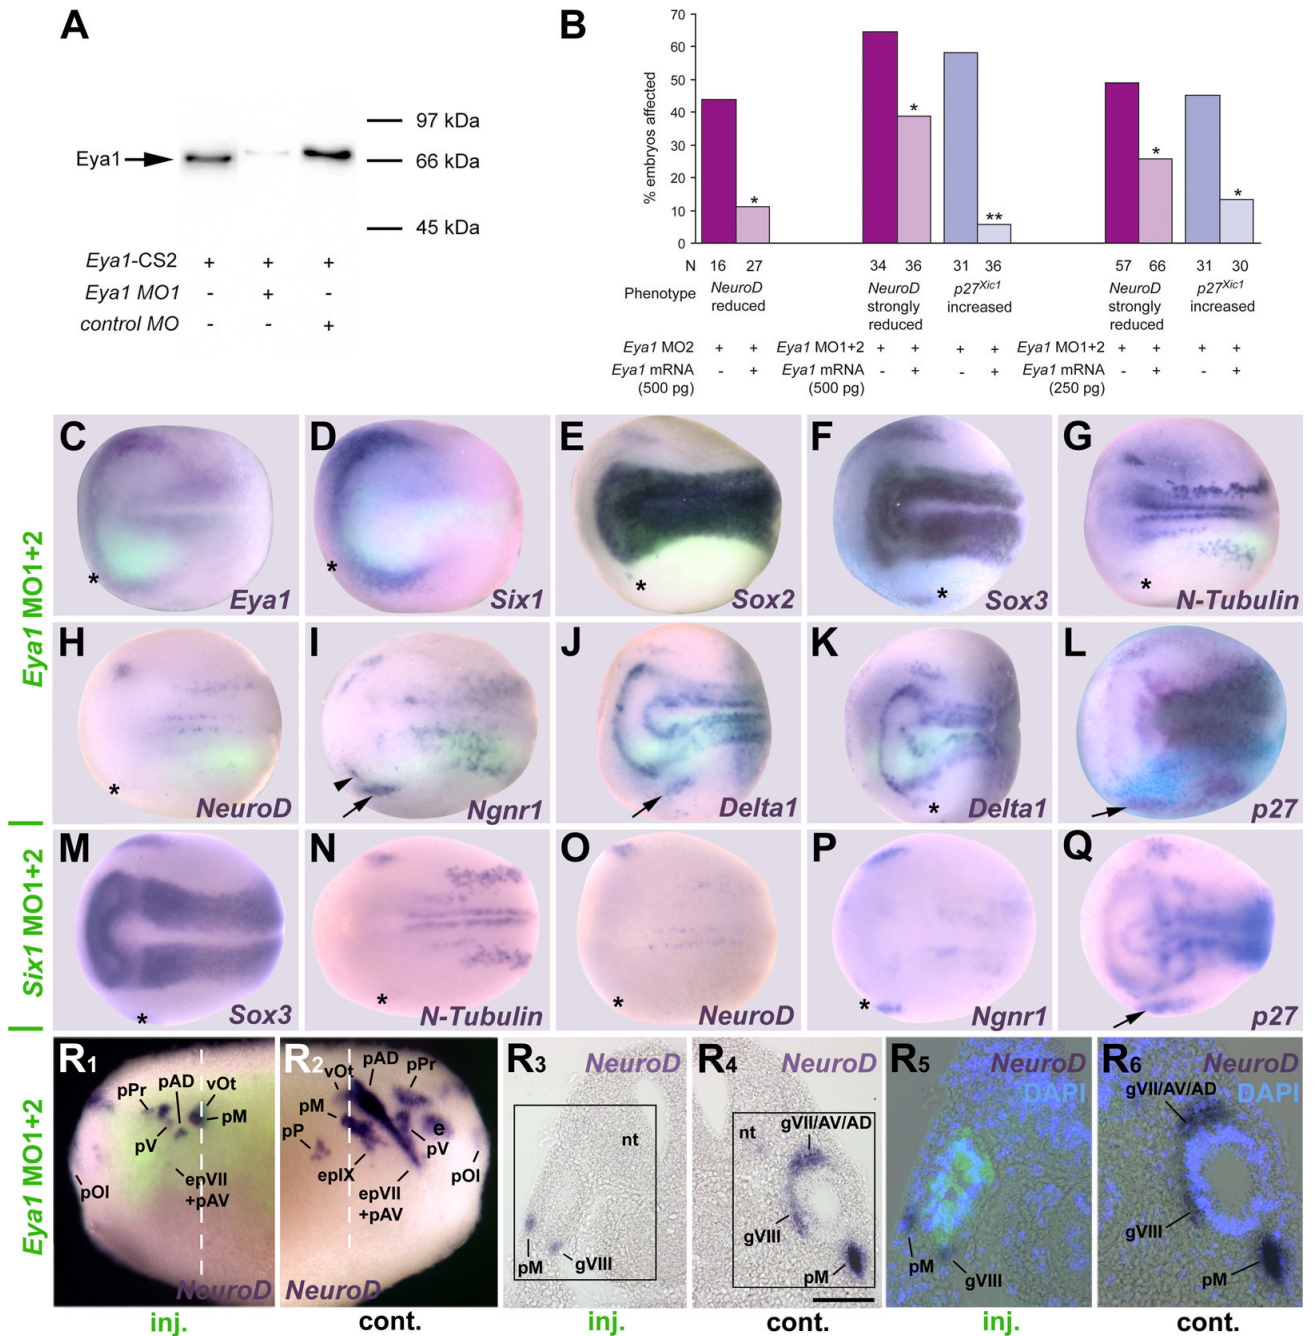 A
97 kDa
Eya1
66 kDa
45 kDa
Eya1-CS2 + + +
Eya1 MO1 - + -
control MO - - +
B
% embryos affected
70
60
50
40
30
20
10
0
* * ** * *
N 16 27 34 36 31 36 57 66 31 30
Phenotype
NeuroD reduced
NeuroD strongly reduced
p27Xic1 increased
NeuroD strongly reduced
p27Xic1 increased
Eya1 MO2 + + Eya1 MO1+2 + + + + Eya1 MO1+2 + + + +
Eya1 mRNA - + Eya1 mRNA - + - + Eya1 mRNA - + - +
(500 pg) (500 pg) (250 pg)
Eya1 MO1+2
C
*
Eya1
D
*
Six1
E
*
Sox2
F
*
Sox3
G
*
N-Tubulin
H
*
NeuroD
I
Ngnr1
J
Delta1
K
*
Delta1
L
p27
Six1 MO1+2
M
*
Sox3
N
*
N-Tubulin
O
*
NeuroD
P
*
Ngnr1
Q
p27
Eya1 MO1+2
R1
pAD
vOt
pPr
pM
pV
epVII
+pAV
pOl
NeuroD
inj.
R2
pAD
pPr
vOt
pM
e
pP
pV
epIX
pOl
epVII
+pAV
NeuroD
cont.
R3
NeuroD
nt
pM
gVIII
inj.
R4
NeuroD
nt
gVII/AV/AD
gVIII
pM
cont.
R5
NeuroD
DAPI
pM
gVIII
inj.
R6
NeuroD
DAPI
gVII/AV/AD
gVIII
pM
cont.